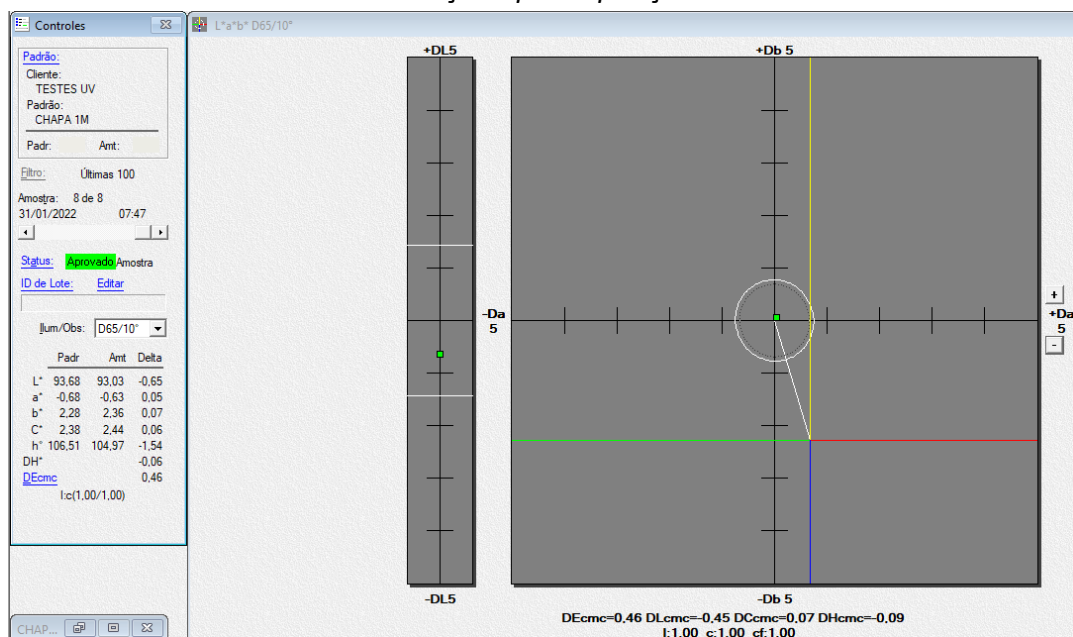 Controles
Padrão:
Cliente:
TESTES UV
Padrão:
CHAPA 1M
Padr: Amt:
Filtro: Últimas 100
Amostra: 8 de 8
31/01/2022 07:47
Status: Aprovado Amostra
ID de Lote: Editar
Ilum/Obs: D65/10°
Padr Amt Delta
L* 93,68 93,03 -0,65
a* -0,68 -0,63 0,05
b* 2,28 2,36 0,07
C* 2,38 2,44 0,06
h° 106,51 104,97 -1,54
DH* -0,06
DEcmc 0,46
l:c(1,00/1,00)
CHAP...
L*a*b* D65/10°
+DL5
-DL5
+Db 5
-Da
5
+
+Da
5
-
-Db 5
DEcmc=0,46 DLcmc=-0,45 DCcmc=0,07 DHcmc=-0,09
l:1,00 c:1,00 cf:1,00